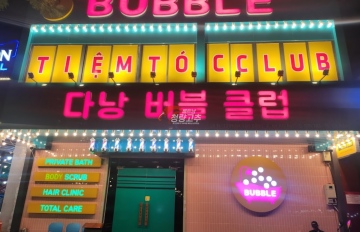 BUBBLE
TIỆM TÓC CLUB
다낭 버블 클럽
PRIVATE BATH
BODY SCRUB
HAIR CLINIC
TOTAL CARE
BUBBLE